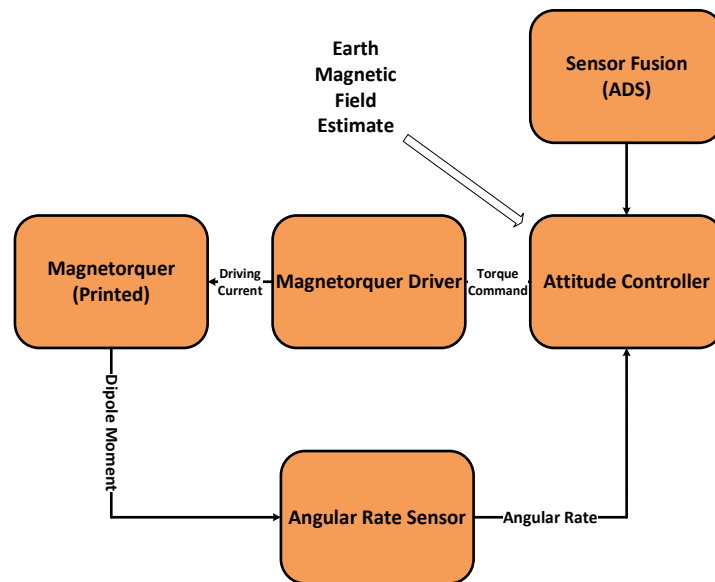 Earth
Magnetic
Field
Estimate
Sensor Fusion
(ADS)
Magnetorquer
(Printed)
Driving
Current
Magnetorquer Driver
Torque
Command
Attitude Controller
Dipole Moment
Angular Rate Sensor
Angular Rate